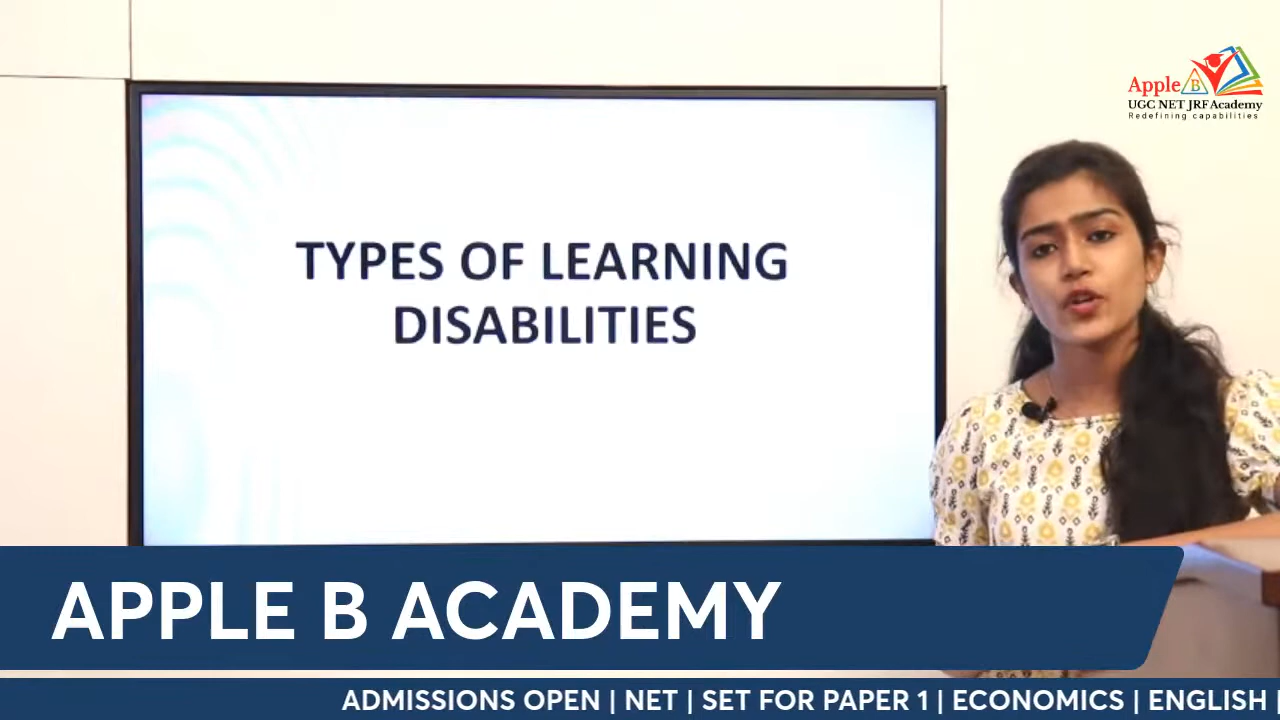 Apple B
UGC NET JRF Academy
Redefining capabilities
TYPES OF LEARNING
DISABILITIES
APPLE B ACADEMY
ADMISSIONS OPEN | NET | SET FOR PAPER 1 | ECONOMICS | ENGLISH |